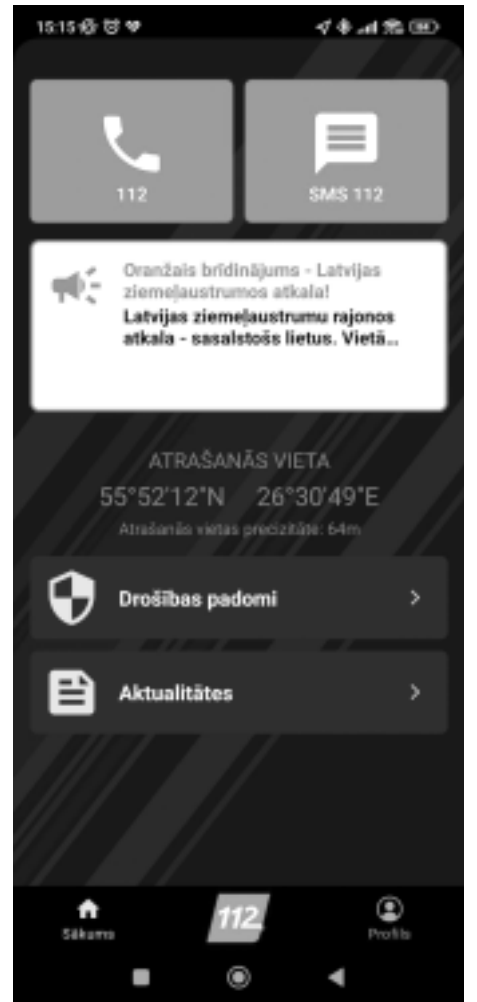 15:15
112
SMS 112
Oranžais brīdinājums - Latvijas
ziemeļaustrumos atkala!
Latvijas ziemeļaustrumu rajonos
atkala - sasalstošs lietus. Vietā...
ATRAŠANĀS VIETA
55°52'12"N 26°30'49"E
Atrašanās vietas precizitāte: 64m
Drošības padomi
Aktualitātes
112
Sākums
Profils